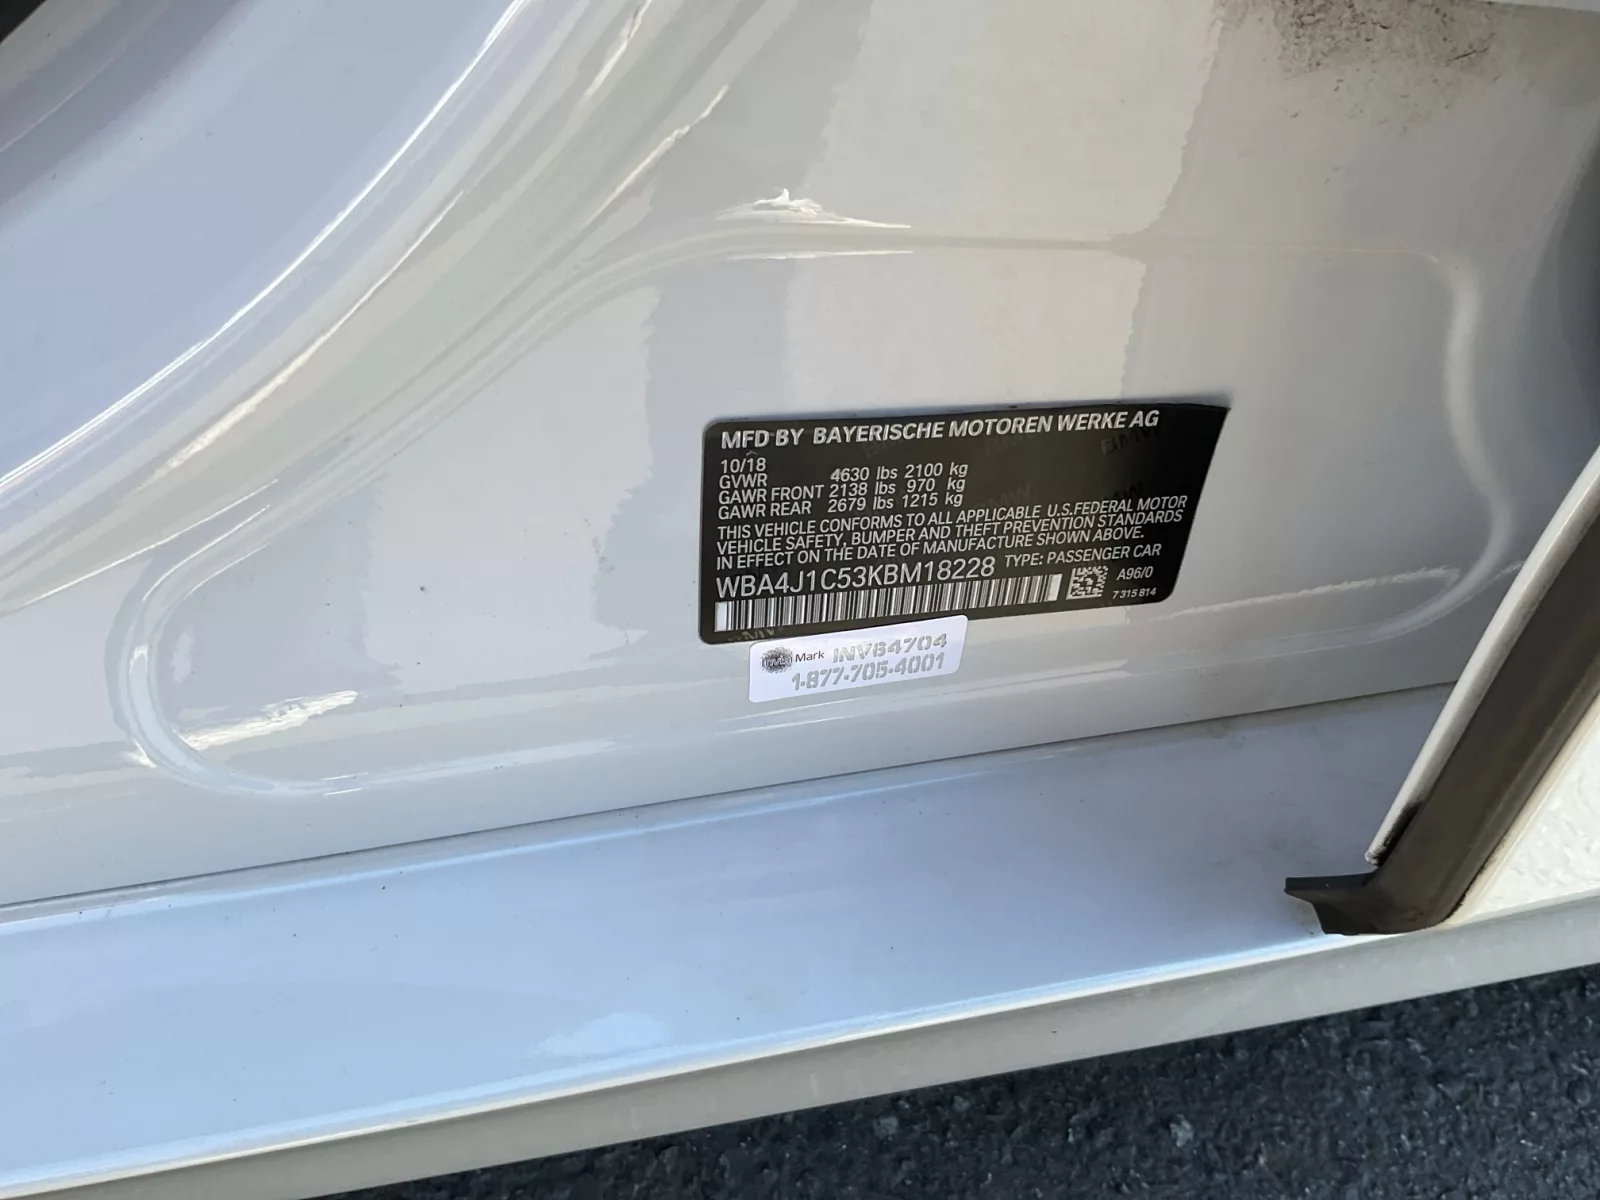 MFD BY BAYERISCHE MOTOREN WERKE AG
10/18
GVWR 4630 lbs 2100 kg
GAWR FRONT 2138 lbs 970 kg
GAWR REAR 2679 lbs 1215 kg
THIS VEHICLE CONFORMS TO ALL APPLICABLE U.S.FEDERAL MOTOR
VEHICLE SAFETY, BUMPER AND THEFT PREVENTION STANDARDS
IN EFFECT ON THE DATE OF MANUFACTURE SHOWN ABOVE.
WBA4J1C53KBM18228 TYPE: PASSENGER CAR
A96/0
7 315 814
Mark INV84704
1-877-705-4001